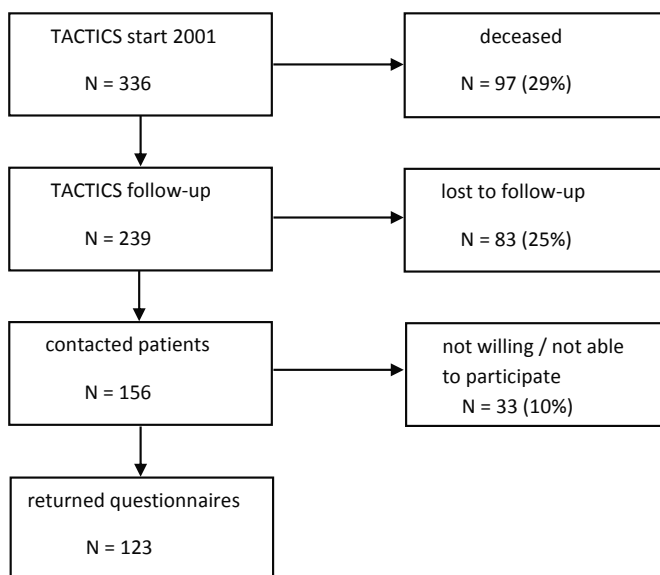 TACTICS start 2001
N = 336
deceased
N = 97 (29%)
TACTICS follow-up
N = 239
lost to follow-up
N = 83 (25%)
contacted patients
N = 156
not willing / not able
to participate
N = 33 (10%)
returned questionnaires
N = 123